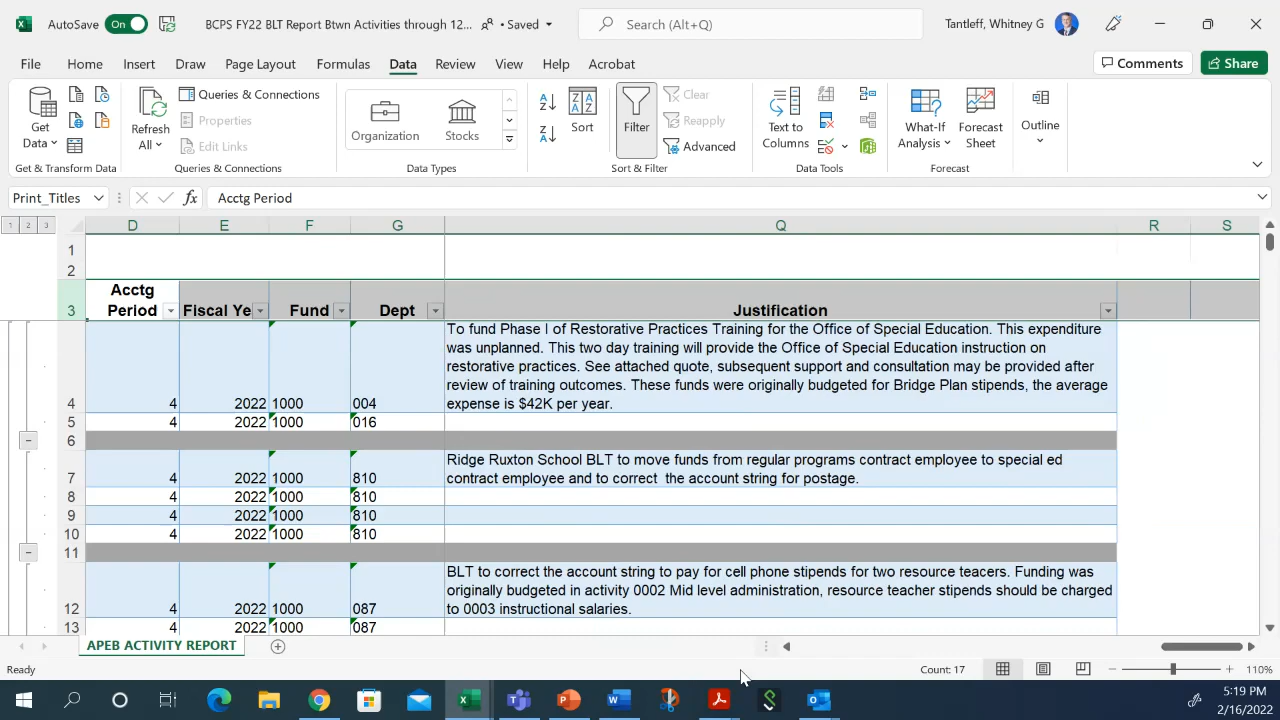 AutoSave On BCPS FY22 BLT Report Btwn Activities through 12... • Saved Search (Alt+Q) Tantleff, Whitney G
File Home Insert Draw Page Layout Formulas Data Review View Help Acrobat Comments Share
Get Data Refresh All Queries & Connections Properties Edit Links Organization Stocks Sort Filter Clear Reapply Advanced Text to Columns What-If Analysis Forecast Sheet Outline
Get & Transform Data Queries & Connections Data Types Sort & Filter Data Tools Forecast
Print_Titles fx Acctg Period
1 2 3 D E F G Q R S
1
2
3 Acctg Period Fiscal Ye Fund Dept Justification
To fund Phase I of Restorative Practices Training for the Office of Special Education. This expenditure
was unplanned. This two day training will provide the Office of Special Education instruction on
restorative practices. See attached quote, subsequent support and consultation may be provided after
review of training outcomes. These funds were originally budgeted for Bridge Plan stipends, the average
4 4 2022 1000 004 expense is $42K per year.
5 4 2022 1000 016
6
Ridge Ruxton School BLT to move funds from regular programs contract employee to special ed
7 4 2022 1000 810 contract employee and to correct the account string for postage.
8 4 2022 1000 810
9 4 2022 1000 810
10 4 2022 1000 810
11
BLT to correct the account string to pay for cell phone stipends for two resource teacers. Funding was
originally budgeted in activity 0002 Mid level administration, resource teacher stipends should be charged
12 4 2022 1000 087 to 0003 instructional salaries.
13 4 2022 1000 087
APEB ACTIVITY REPORT
Ready Count: 17 110%
5:19 PM
2/16/2022